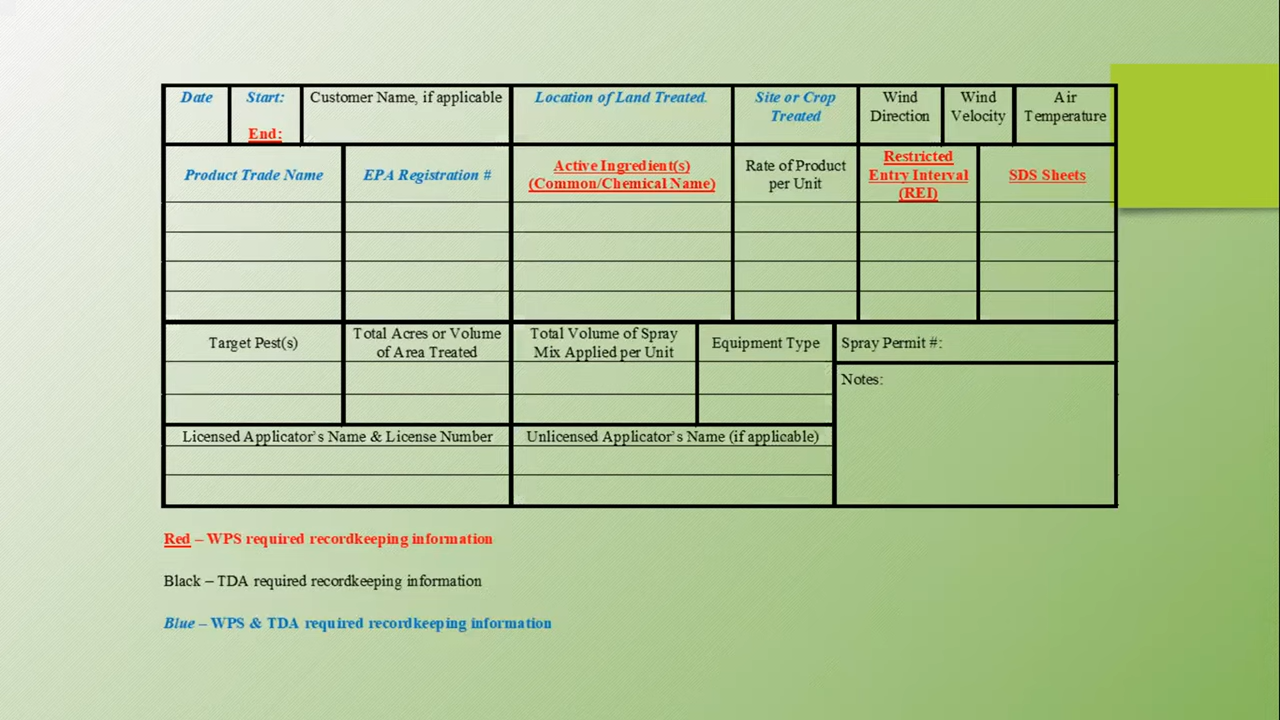 Date
Start:
End:
Customer Name, if applicable
Location of Land Treated.
Site or Crop
Treated
Wind
Direction
Wind
Velocity
Air
Temperature
Product Trade Name
EPA Registration #
Active Ingredient(s)
(Common/Chemical Name)
Rate of Product
per Unit
Restricted
Entry Interval
(REI)
SDS Sheets
Target Pest(s)
Total Acres or Volume
of Area Treated
Total Volume of Spray
Mix Applied per Unit
Equipment Type
Spray Permit #:
Notes:
Licensed Applicator’s Name & License Number
Unlicensed Applicator’s Name (if applicable)
Red – WPS required recordkeeping information
Black – TDA required recordkeeping information
Blue – WPS & TDA required recordkeeping information